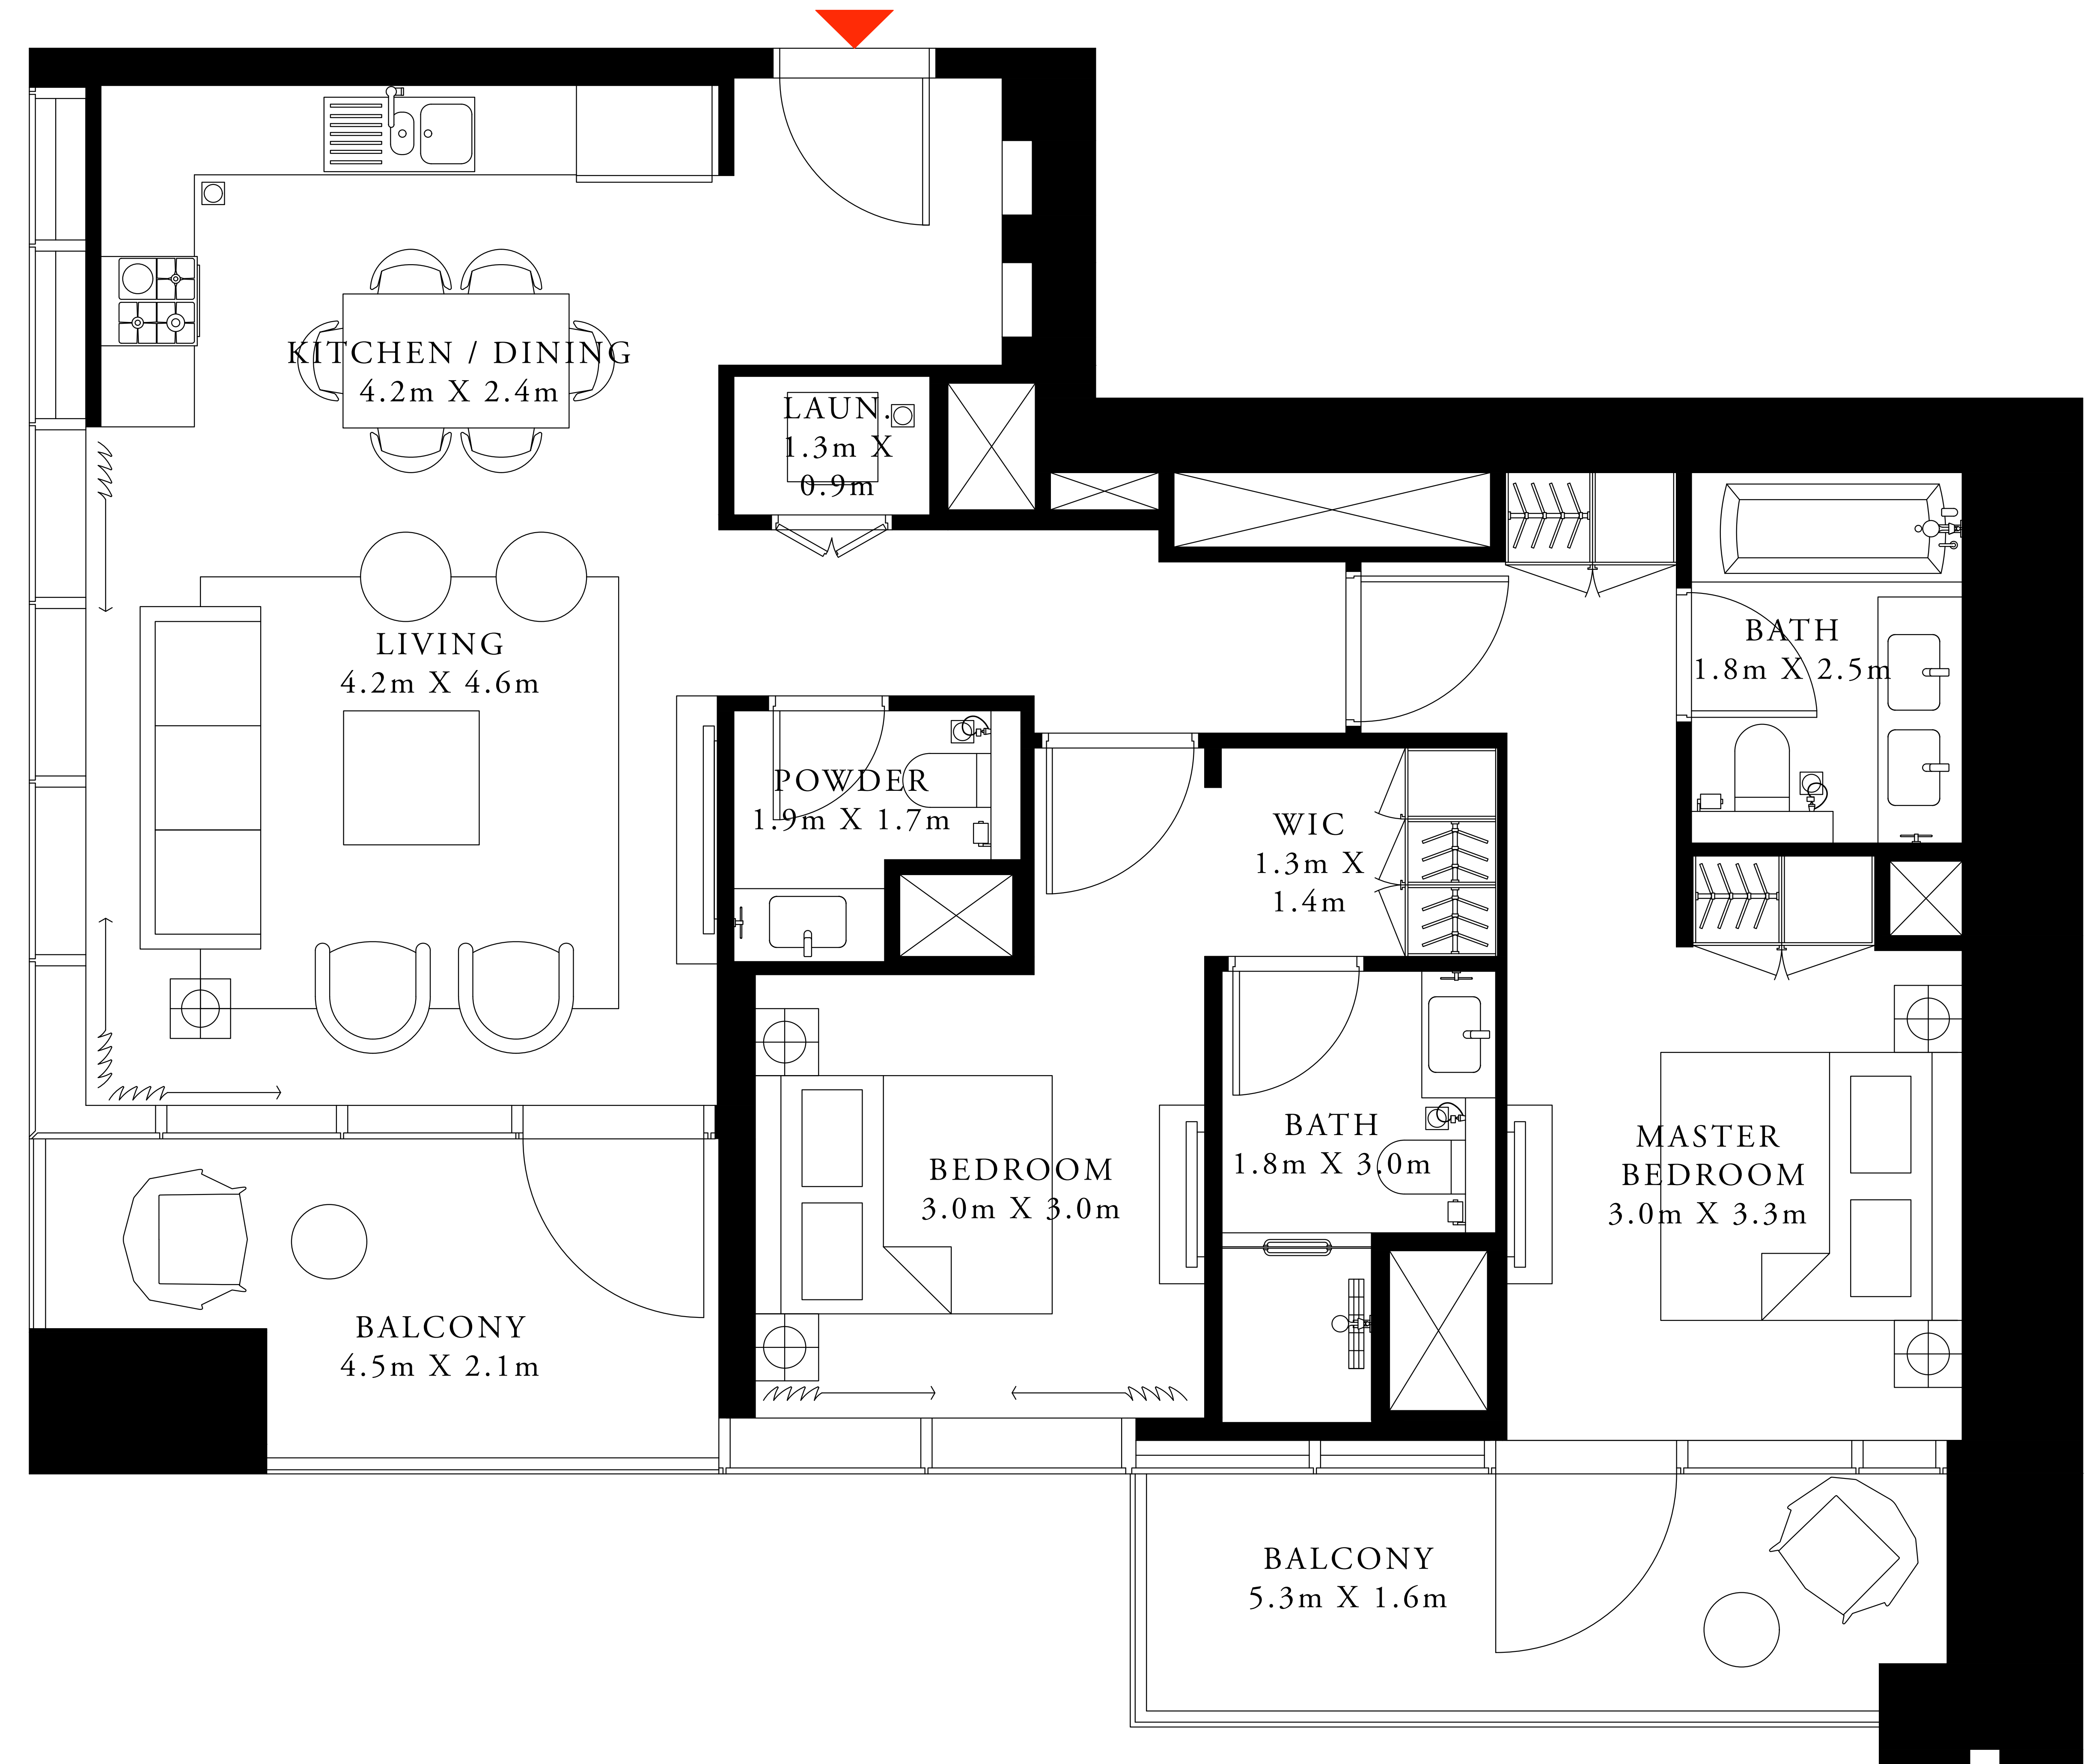 KITCHEN / DINING
4.2m X 2.4m
LAUN.
1.3m X
0.9m
LIVING
4.2m X 4.6m
BATH
1.8m X 2.5m
POWDER
1.9m X 1.7m
WIC
1.3m X
1.4m
BATH
1.8m X 3.0m
MASTER
BEDROOM
3.0m X 3.3m
BEDROOM
3.0m X 3.0m
BALCONY
4.5m X 2.1m
BALCONY
5.3m X 1.6m